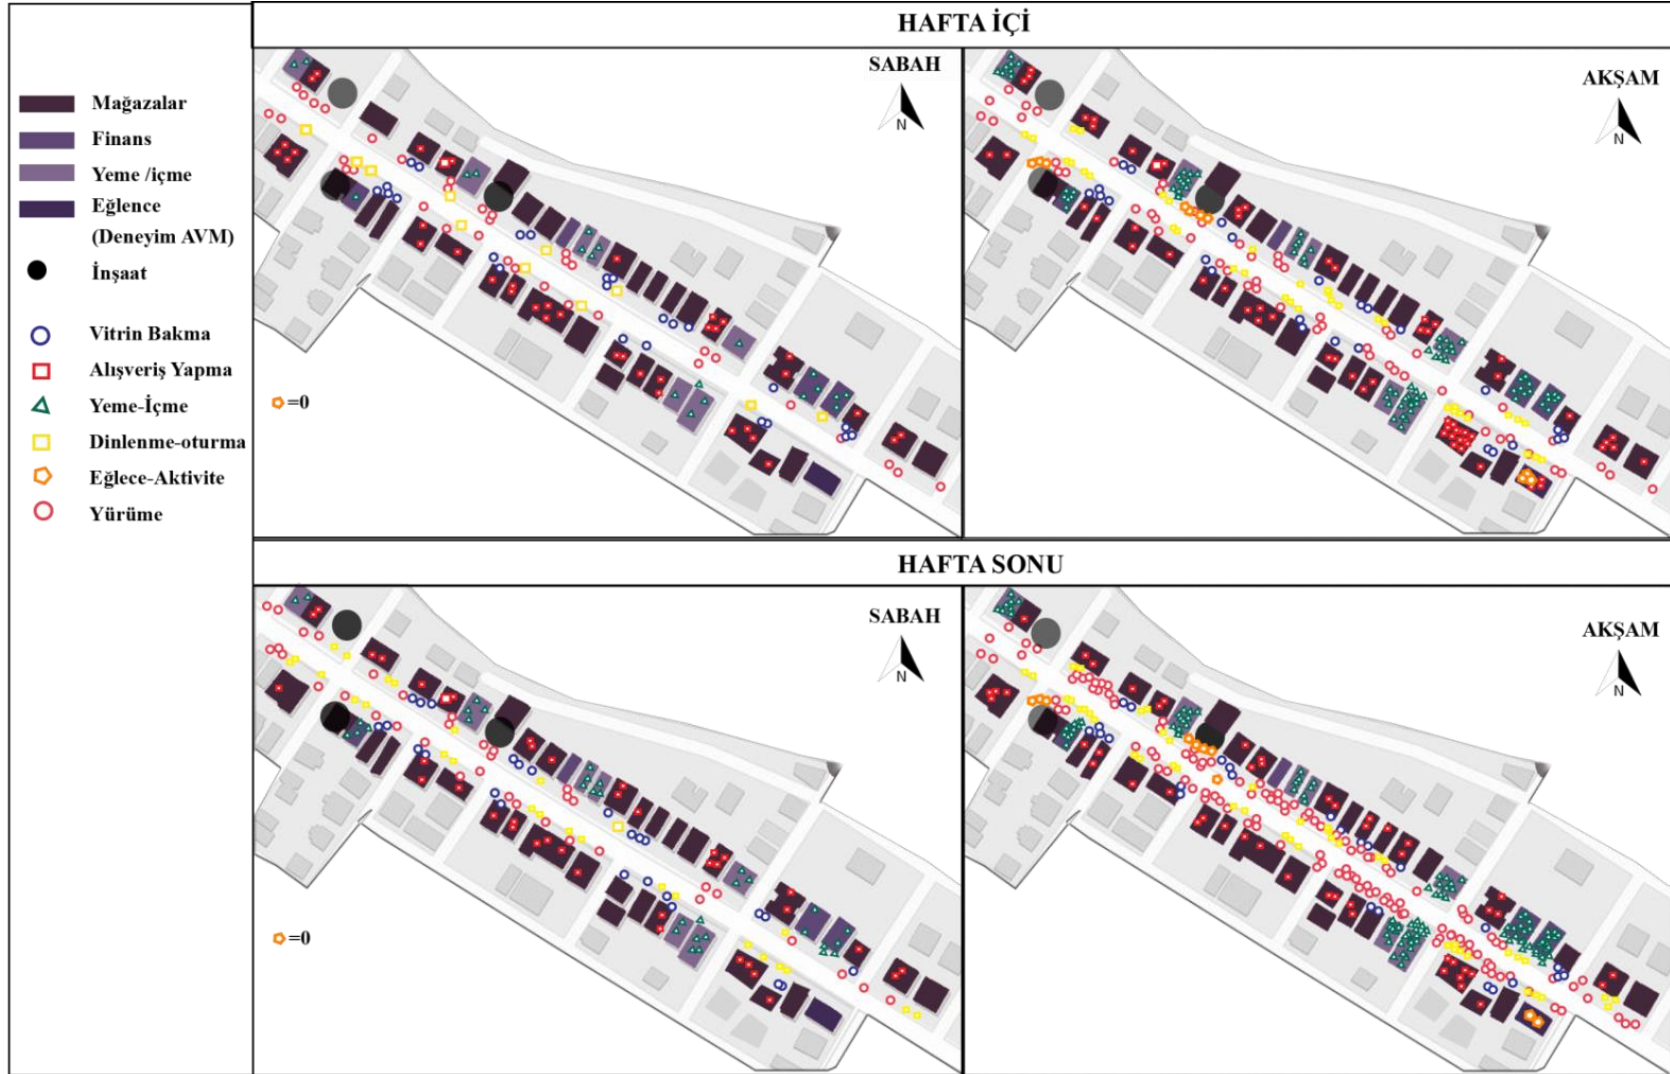 HAFTA İÇİ
SABAH
N
AKŞAM
N
Mağazalar
Finans
Yeme /içme
Eğlence
(Deneyim AVM)
İnşaat
Vitrin Bakma
Alışveriş Yapma
Yeme-İçme
Dinlenme-oturma
Eğlece-Aktivite
Yürüme
=0
HAFTA SONU
SABAH
N
AKŞAM
N
=0